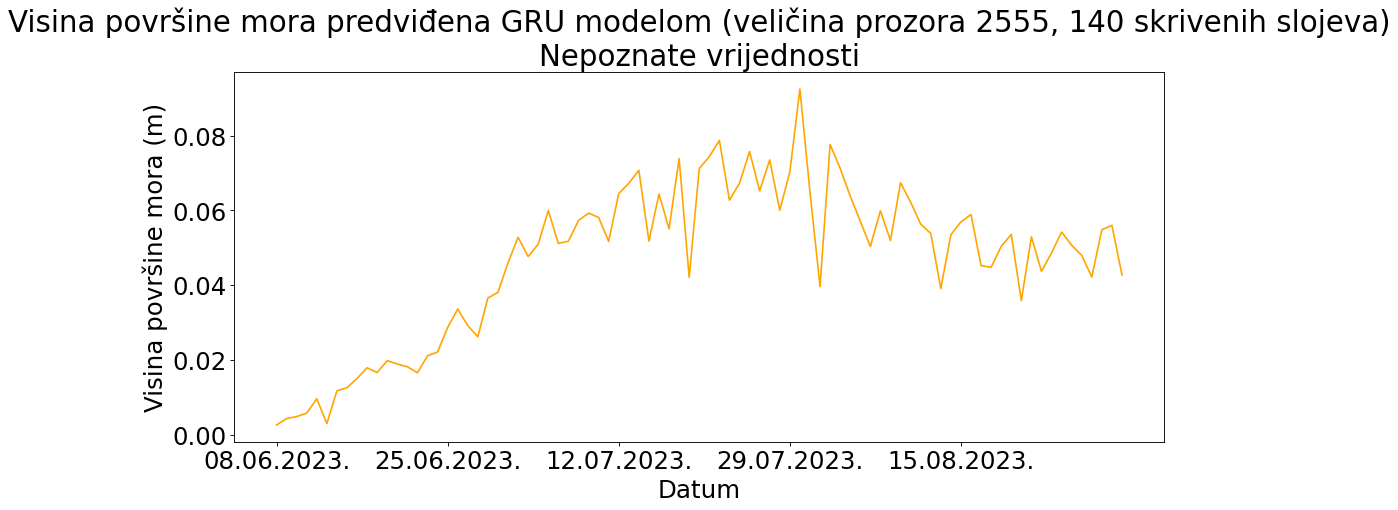 Visina površine mora predviđena GRU modelom (veličina prozora 2555, 140 skrivenih slojeva)
Nepoznate vrijednosti
Visina površine mora (m)
0.08
0.06
0.04
0.02
0.00
08.06.2023.
25.06.2023.
12.07.2023.
29.07.2023.
15.08.2023.
Datum